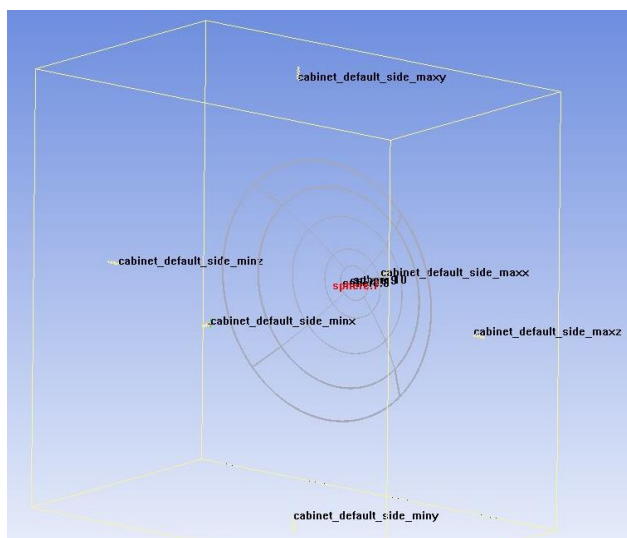 cabinet_default_side_maxy
cabinet_default_side_minz
cabinet_default_side_maxx
cabinet_default_side_minx
cabinet_default_side_maxz
cabinet_default_side_miny